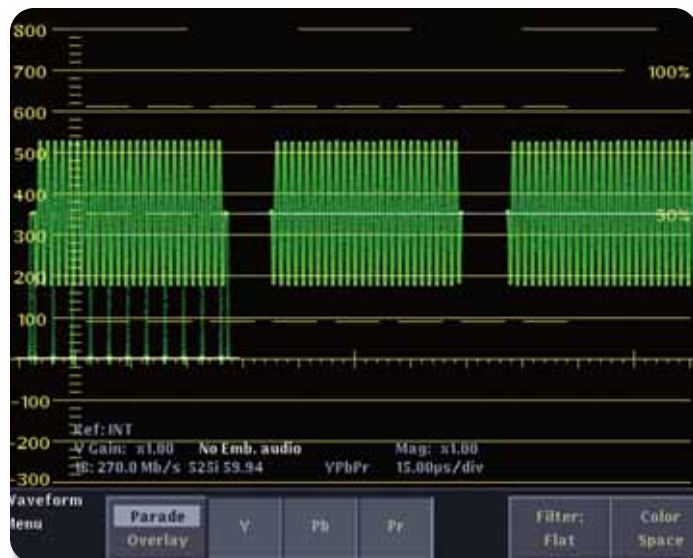 800
700
100%
600
500
400
50%
300
200
100
-100
Ref: INT
-200
V Gain: x1.00 No Emb. audio Mag: x1.00
270.0 Mb/s 525i 59.94 YPbPr 15.00µs/div
-300
Waveform
Menu
Parade
Overlay
Y
Pb
Pr
Filter:
Flat
Color
Space